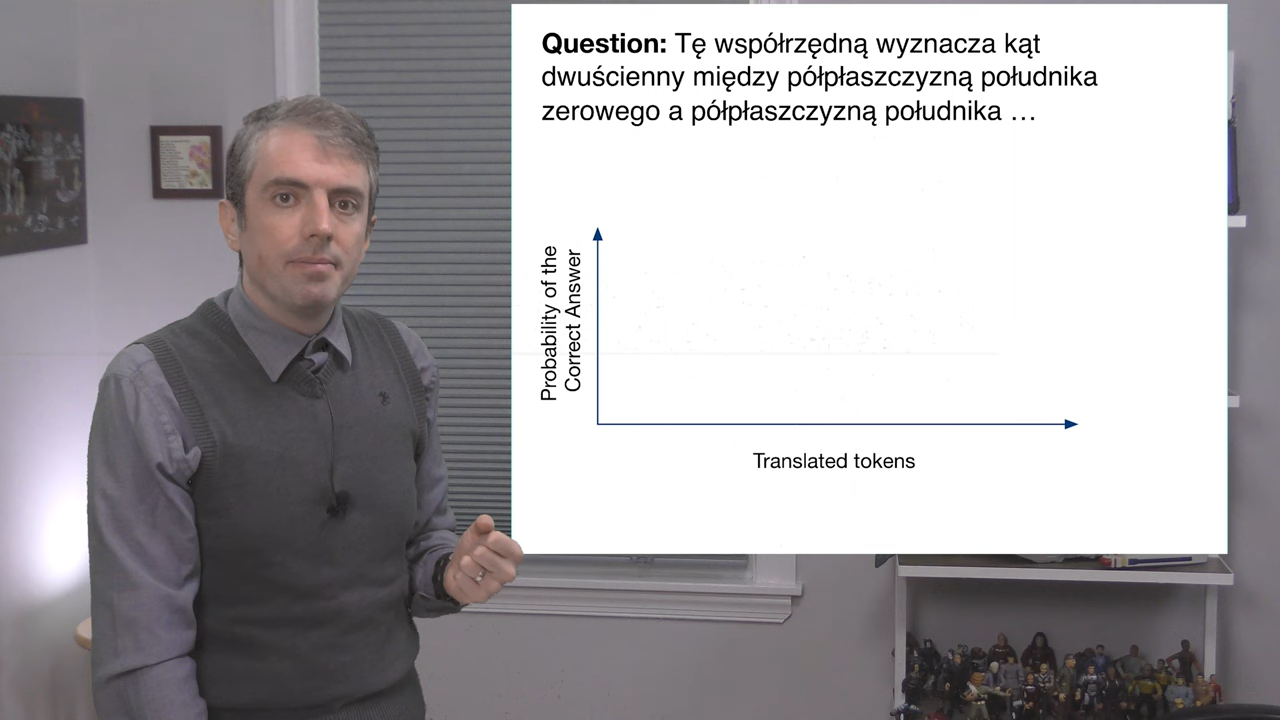 Question: Tę współrzędną wyznacza kąt
dwuścienny między półpłaszczyzną południka
zerowego a półpłaszczyzną południka …
Probability of the
Correct Answer
Translated tokens